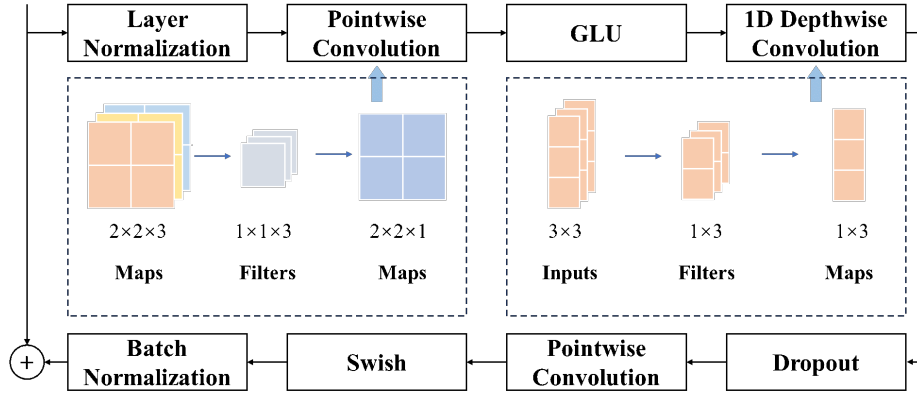 Layer
Normalization
Pointwise
Convolution
GLU
1D Depthwise
Convolution
2×2×3
1×1×3
2×2×1
Maps
Filters
Maps
3×3
1×3
1×3
Inputs
Filters
Maps
+
Batch
Normalization
Swish
Pointwise
Convolution
Dropout